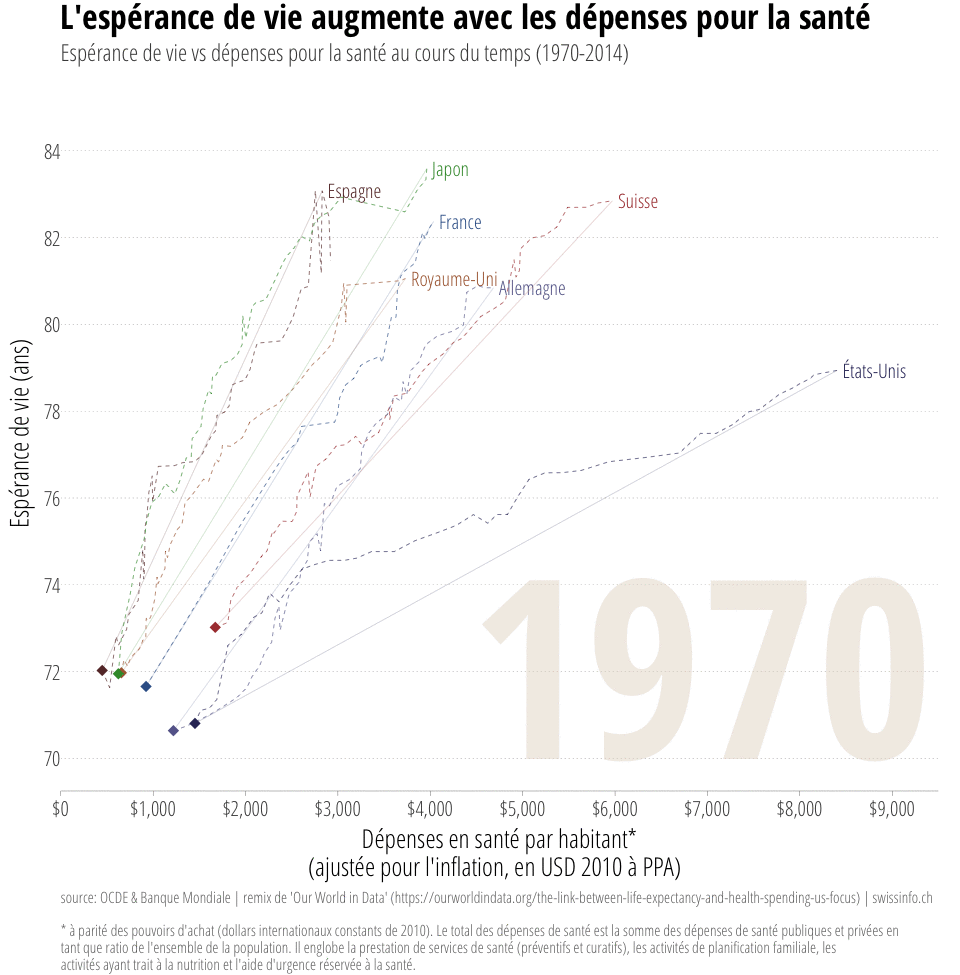 L'espérance de vie augmente avec les dépenses pour la santé
Espérance de vie vs dépenses pour la santé au cours du temps (1970-2014)
84
82
80
78
76
74
72
70
Espérance de vie (ans)
Japon
Espagne
Suisse
France
Royaume-Uni
Allemagne
États-Unis
1970
$0
$1,000
$2,000
$3,000
$4,000
$5,000
$6,000
$7,000
$8,000
$9,000
Dépenses en santé par habitant*
(ajustée pour l'inflation, en USD 2010 à PPA)
source: OCDE & Banque Mondiale | remix de 'Our World in Data' (https://ourworldindata.org/the-link-between-life-expectancy-and-health-spending-us-focus) | swissinfo.ch
* à parité des pouvoirs d'achat (dollars internationaux constants de 2010). Le total des dépenses de santé est la somme des dépenses de santé publiques et privées en
tant que ratio de l'ensemble de la population. Il englobe la prestation de services de santé (préventifs et curatifs), les activités de planification familiale, les
activités ayant trait à la nutrition et l'aide d'urgence réservée à la santé.